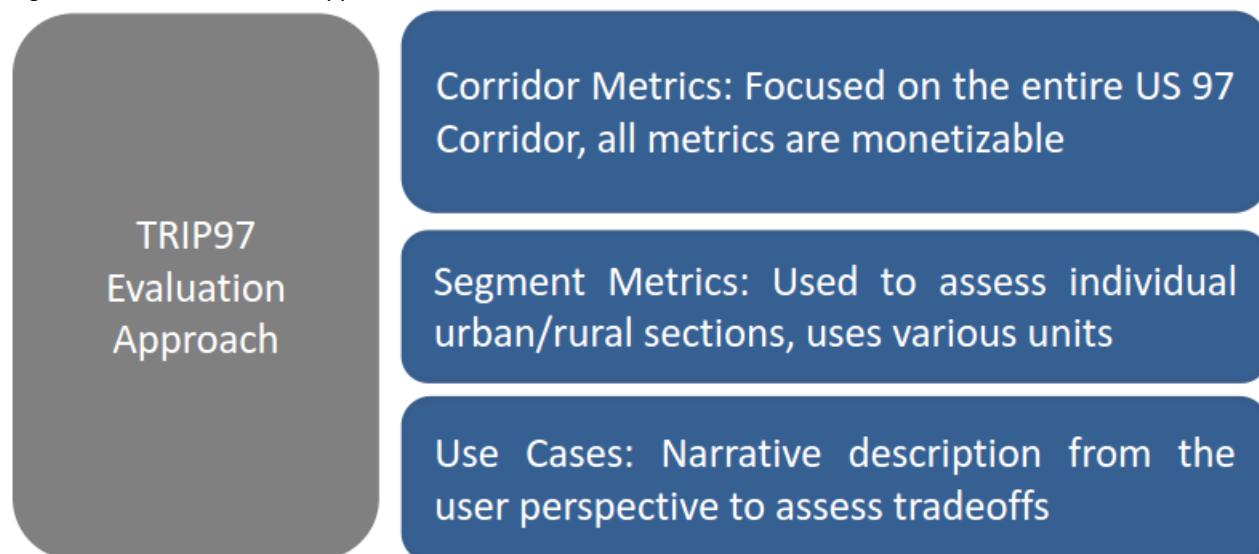 TRIP97
Evaluation
Approach
Corridor Metrics: Focused on the entire US 97
Corridor, all metrics are monetizable
Segment Metrics: Used to assess individual
urban/rural sections, uses various units
Use Cases: Narrative description from the
user perspective to assess tradeoffs